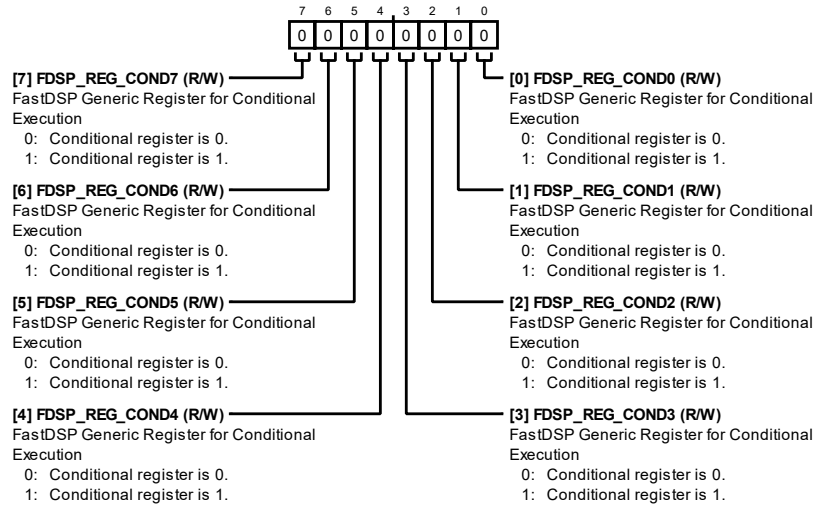 7 6 5 4 3 2 1 0
0 0 0 0 0 0 0 0
[7] FDSP_REG_COND7 (R/W)
FastDSP Generic Register for Conditional
Execution
0: Conditional register is 0.
1: Conditional register is 1.
[6] FDSP_REG_COND6 (R/W)
FastDSP Generic Register for Conditional
Execution
0: Conditional register is 0.
1: Conditional register is 1.
[5] FDSP_REG_COND5 (R/W)
FastDSP Generic Register for Conditional
Execution
0: Conditional register is 0.
1: Conditional register is 1.
[4] FDSP_REG_COND4 (R/W)
FastDSP Generic Register for Conditional
Execution
0: Conditional register is 0.
1: Conditional register is 1.
[0] FDSP_REG_COND0 (R/W)
FastDSP Generic Register for Conditional
Execution
0: Conditional register is 0.
1: Conditional register is 1.
[1] FDSP_REG_COND1 (R/W)
FastDSP Generic Register for Conditional
Execution
0: Conditional register is 0.
1: Conditional register is 1.
[2] FDSP_REG_COND2 (R/W)
FastDSP Generic Register for Conditional
Execution
0: Conditional register is 0.
1: Conditional register is 1.
[3] FDSP_REG_COND3 (R/W)
FastDSP Generic Register for Conditional
Execution
0: Conditional register is 0.
1: Conditional register is 1.